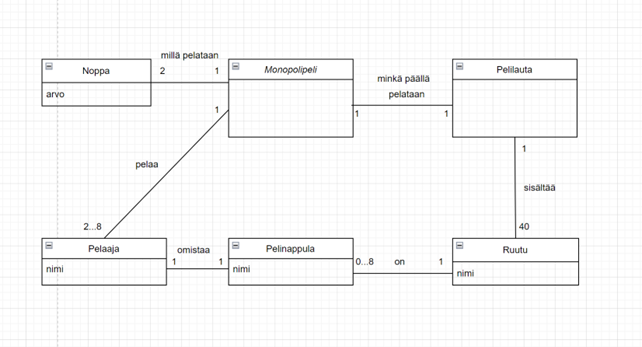 millä pelataan
Noppa
2
1
Monopolipeli
Pelilauta
arvo
minkä päällä
pelataan
1
1
1
1
pelaa
sisältää
2...8
40
Pelaaja
omistaa
Pelinappula
Ruutu
nimi
1
1
nimi
0...8
on
1
nimi